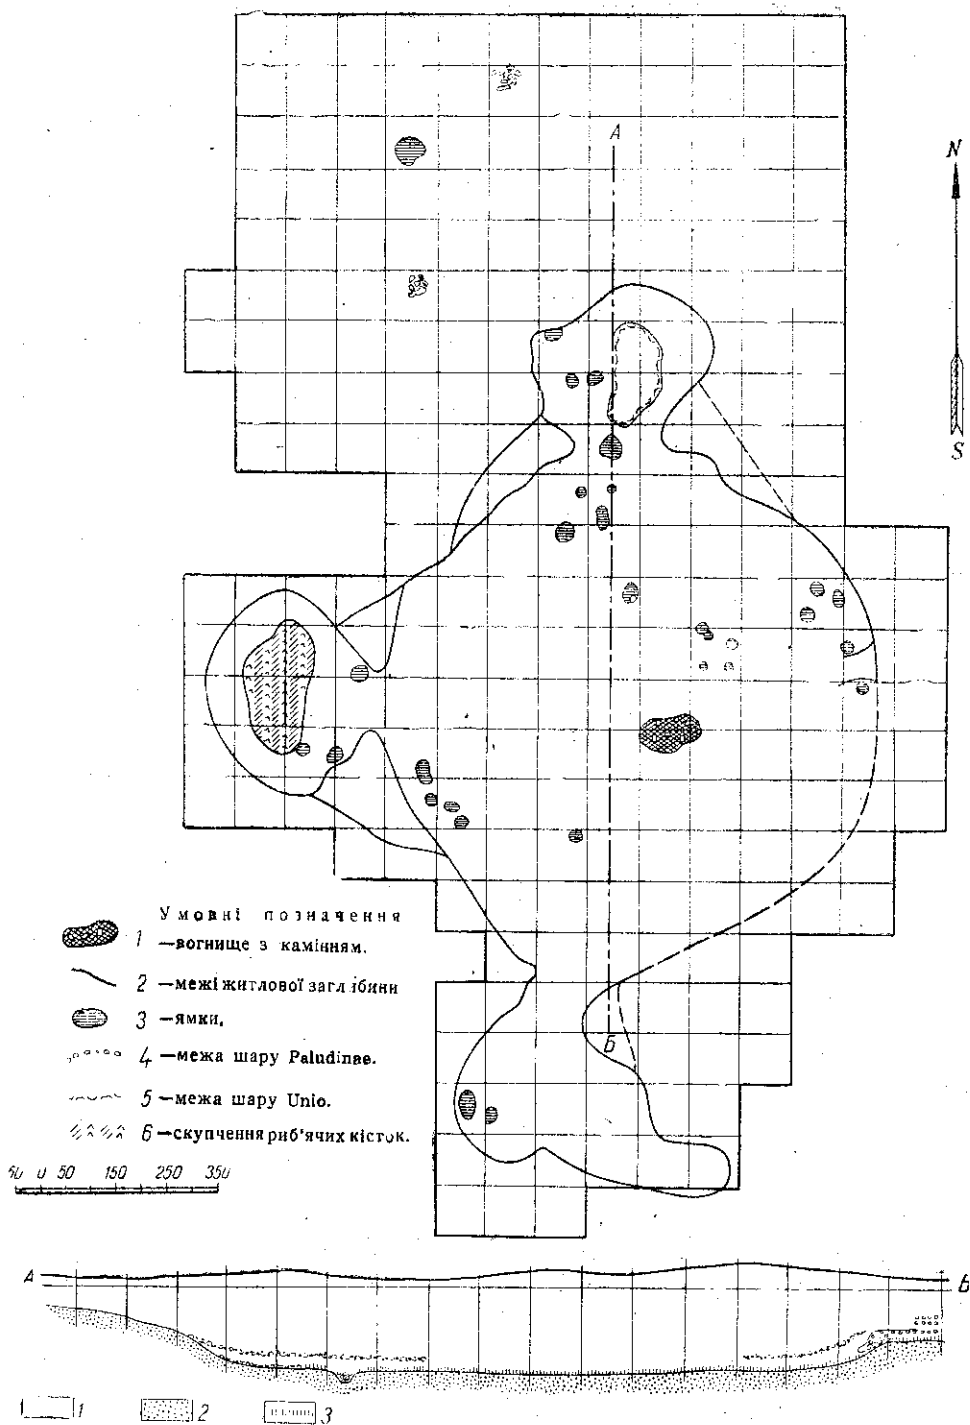 А
N
S
Б
Умовні позначення
1 —вогнище з камінням.
2 —межі житлової заглибини
3 —ямки.
4 —межа шару Paludinae.
5 —межа шару Unio.
6 —скупчення риб'ячих кісток.
50 0 50 150 250 350
А Б
1 2 3